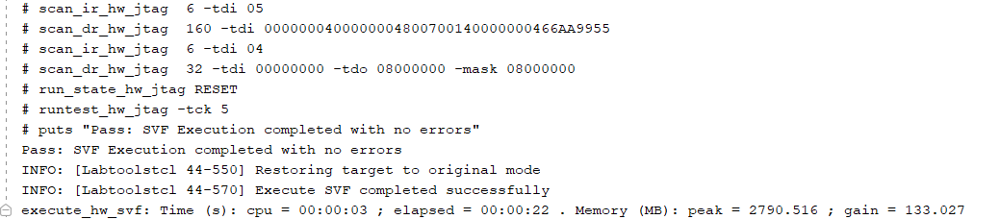 # scan_ir_hw_jtag  6 -tdi 05
# scan_dr_hw_jtag  160 -tdi 0000000400000004800700140000000466AA9955
# scan_ir_hw_jtag  6 -tdi 04
# scan_dr_hw_jtag  32 -tdi 00000000 -tdo 08000000 -mask 08000000
# run_state_hw_jtag RESET
# runtest_hw_jtag -tck 5
# puts "Pass: SVF Execution completed with no errors"
Pass: SVF Execution completed with no errors
INFO: [Labtoolstcl 44-550] Restoring target to original mode
INFO: [Labtoolstcl 44-570] Execute SVF completed successfully
execute_hw_svf: Time (s): cpu = 00:00:03 ; elapsed = 00:00:22 . Memory (MB): peak = 2790.516 ; gain = 133.027